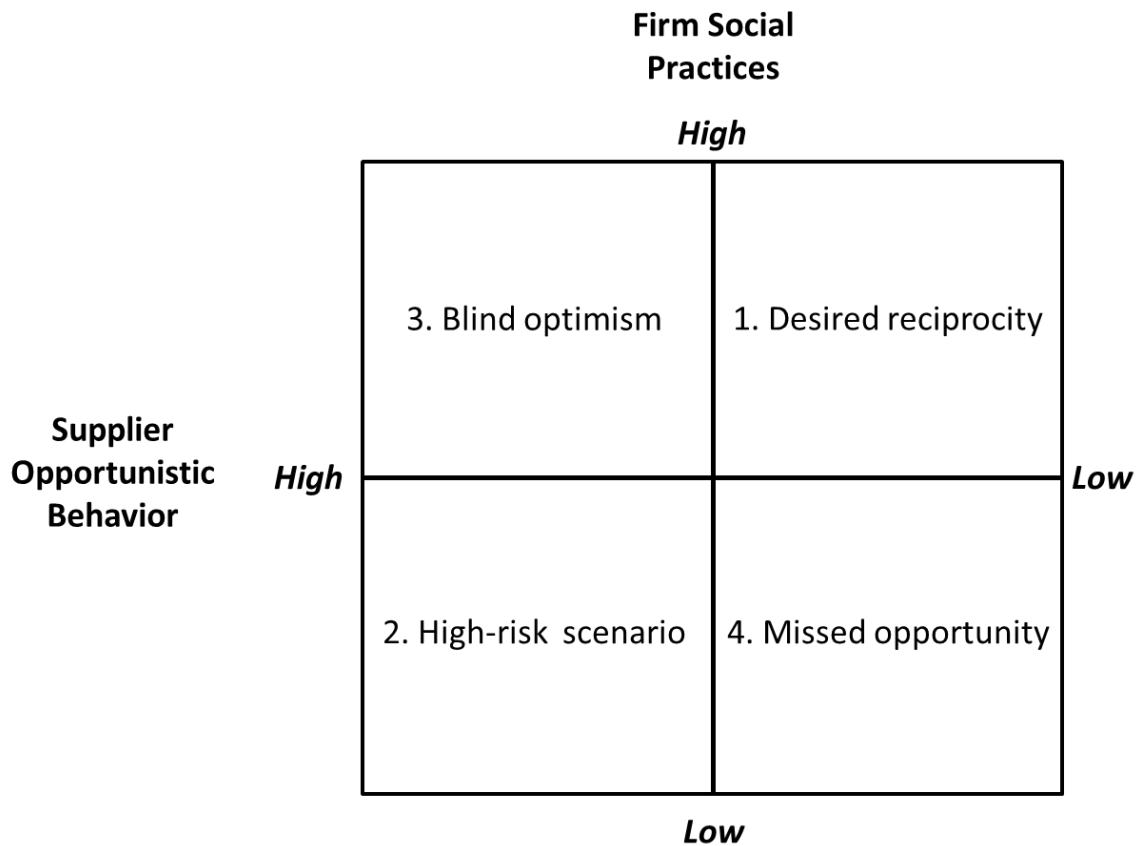 Firm Social
Practices
High
3. Blind optimism
1. Desired reciprocity
Supplier
Opportunistic
Behavior
High
Low
2. High-risk scenario
4. Missed opportunity
Low